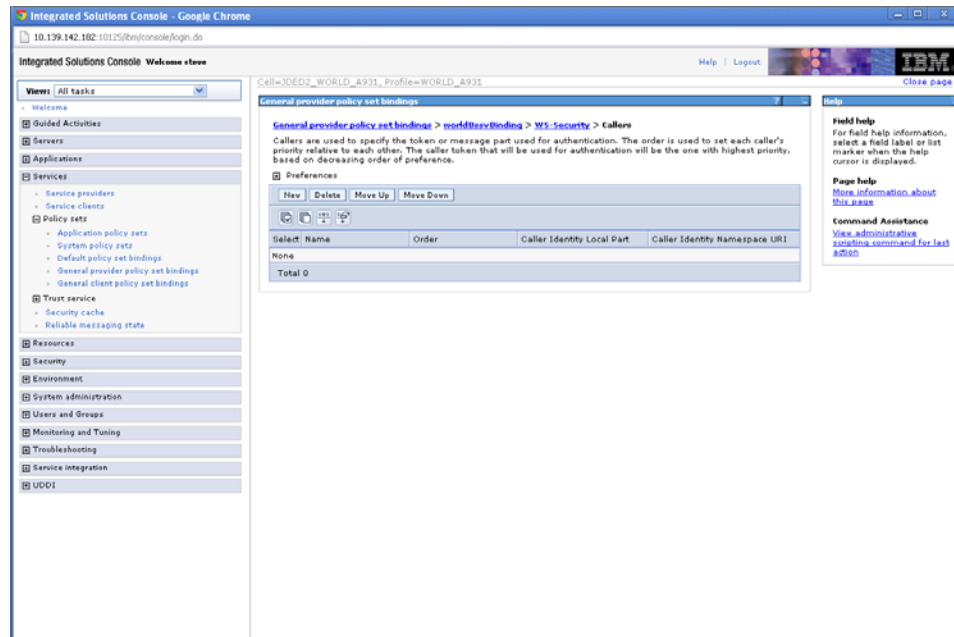 Integrated Solutions Console - Google Chrome
10.139.142.182:10125/ibm/console/login.do
Integrated Solutions Console Welcome steve
Help | Logout
IBM.
View: All tasks
Welcome
Guided Activities
Servers
Applications
Services
Service providers
Service clients
Policy sets
Application policy sets
System policy sets
Default policy set bindings
General provider policy set bindings
General client policy set bindings
Trust service
Security cache
Reliable messaging state
Resources
Security
Environment
System administration
Users and Groups
Monitoring and Tuning
Troubleshooting
Service integration
UDDI
Cell=JDED2_WORLD_A931, Profile=WORLD_A931
Close page
General provider policy set bindings ? -
General provider policy set bindings > worldBssvBinding > WS-Security > Callers
Callers are used to specify the token or message part used for authentication. The order is used to set each caller's
priority relative to each other. The caller token that will be used for authentication will be the one with highest priority,
based on decreasing order of preference.
Preferences
New Delete Move Up Move Down
Select Name Order Caller Identity Local Part Caller Identity Namespace URI
None
Total 0
Help
Field help
For field help information,
select a field label or list
marker when the help
cursor is displayed.
Page help
More information about
this page
Command Assistance
View administrative
scripting command for last
action